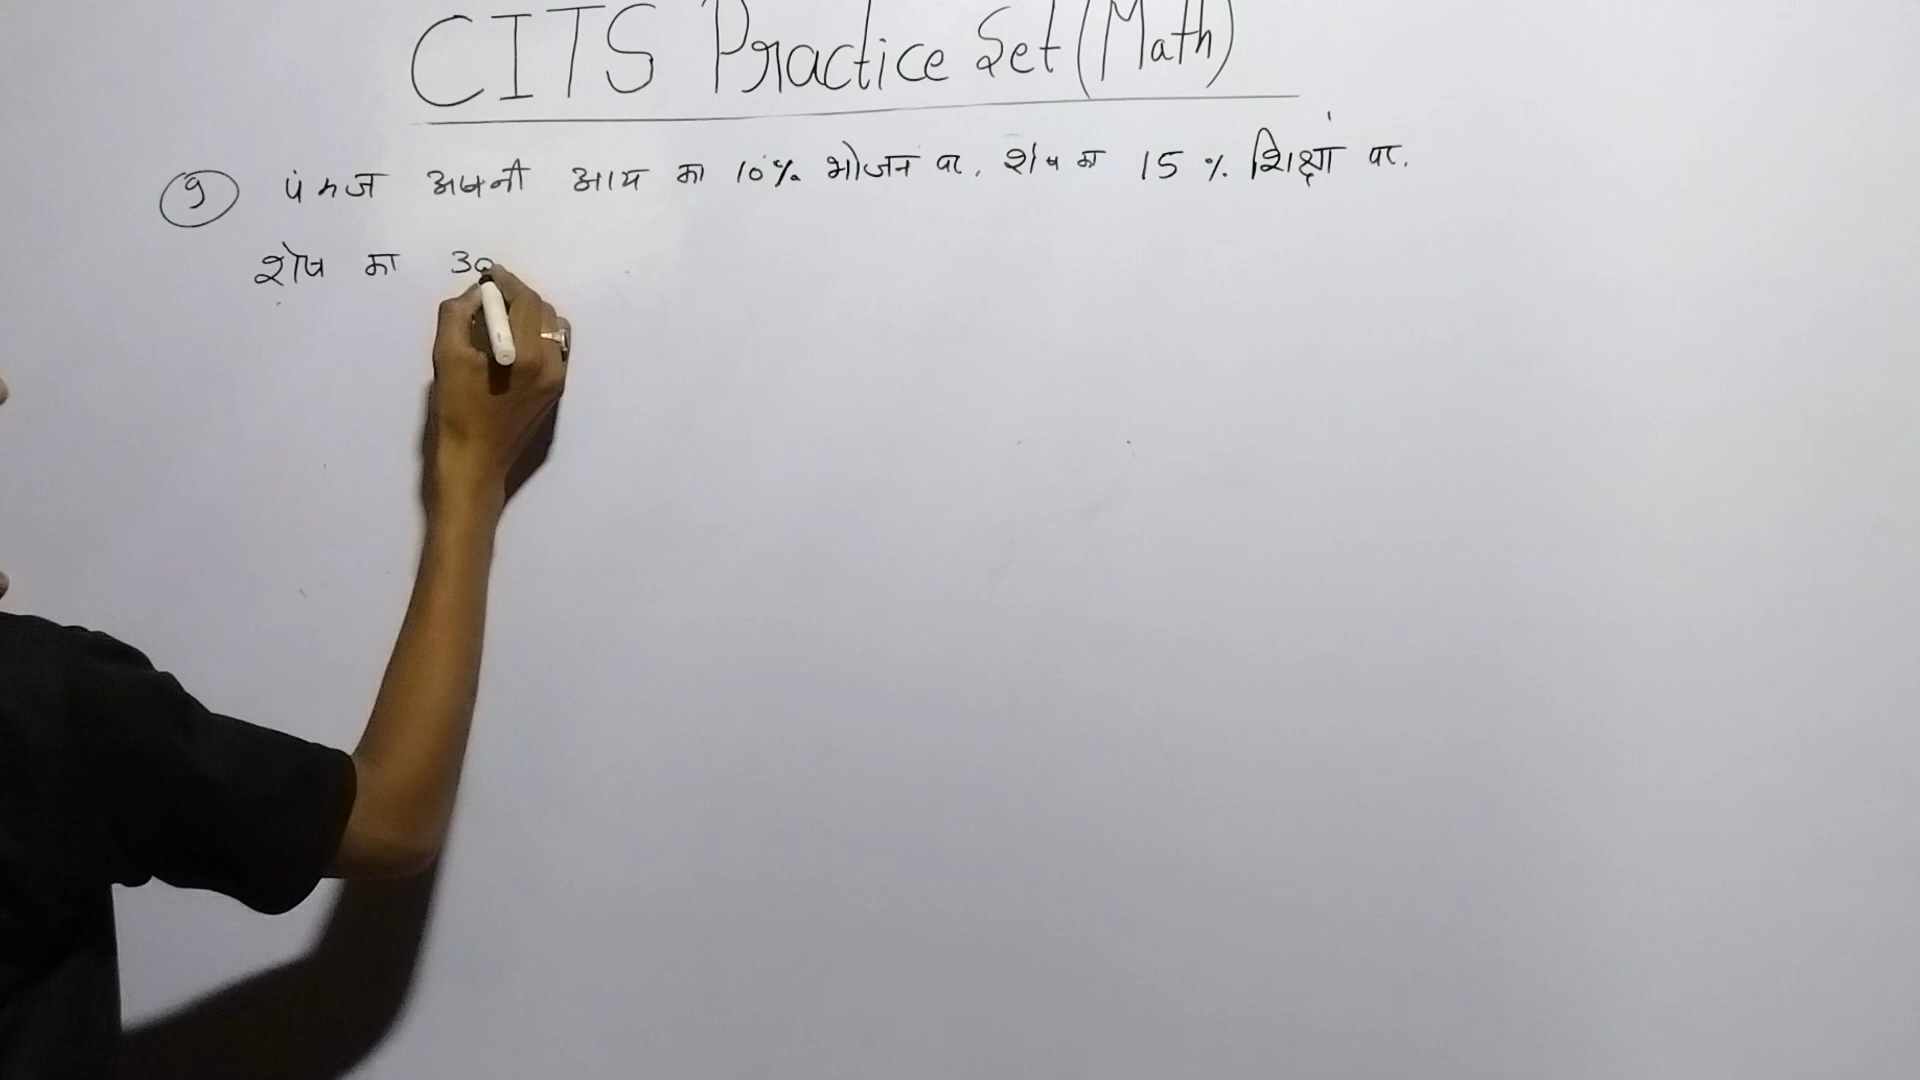 CITS Practice Set (Math)
9 पंकज अपनी आय का 10% भोजन पर, शेष का 15% शिक्षा पर.
शेष का 30